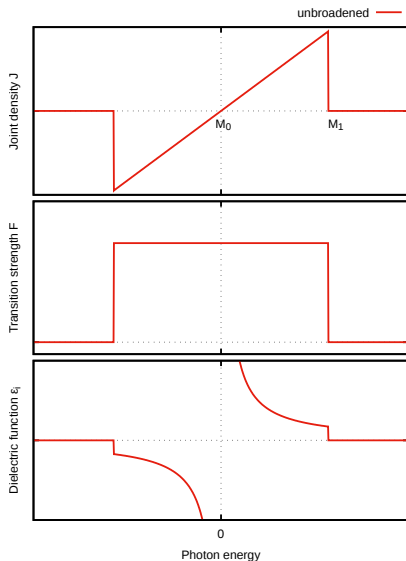 unbroadened
Joint density J
M0
M1
Transition strength F
Dielectric function εi
0
Photon energy